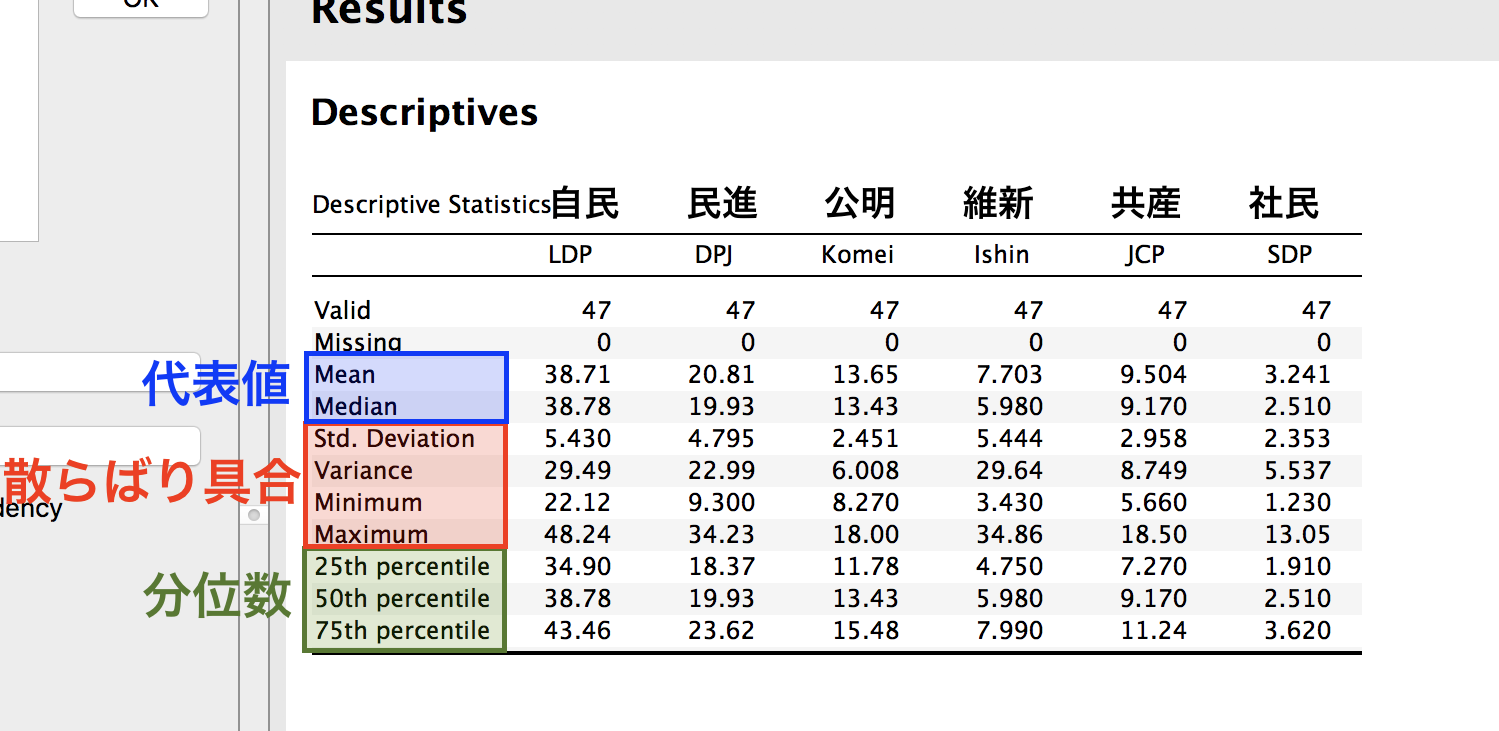 OK
Results
Descriptives
Descriptive Statistics 自民 民進 公明 維新 共産 社民
LDP DPJ Komei Ishin JCP SDP
Valid 47 47 47 47 47 47
Missing 0 0 0 0 0 0
代表値
Mean 38.71 20.81 13.65 7.703 9.504 3.241
Median 38.78 19.93 13.43 5.980 9.170 2.510
散らばり具合
Std. Deviation 5.430 4.795 2.451 5.444 2.958 2.353
Variance 29.49 22.99 6.008 29.64 8.749 5.537
Minimum 22.12 9.300 8.270 3.430 5.660 1.230
dency
Maximum 48.24 34.23 18.00 34.86 18.50 13.05
分位数
25th percentile 34.90 18.37 11.78 4.750 7.270 1.910
50th percentile 38.78 19.93 13.43 5.980 9.170 2.510
75th percentile 43.46 23.62 15.48 7.990 11.24 3.620